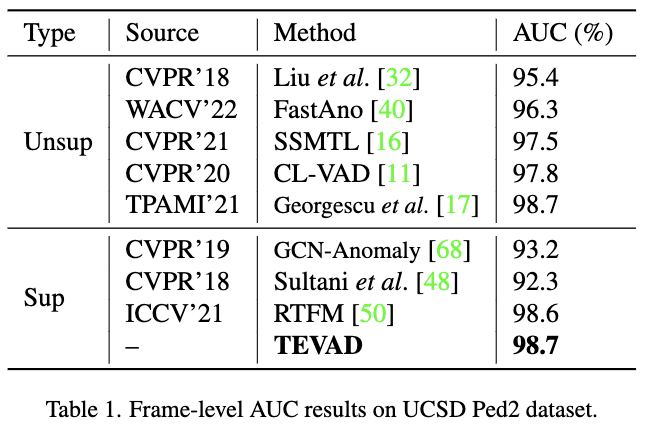 Type Source Method AUC (%)
CVPR’18 Liu et al. [32] 95.4
WACV’22 FastAno [40] 96.3
Unsup CVPR’21 SSMTL [16] 97.5
CVPR’20 CL-VAD [11] 97.8
TPAMI’21 Georgescu et al. [17] 98.7
CVPR’19 GCN-Anomaly [68] 93.2
Sup CVPR’18 Sultani et al. [48] 92.3
ICCV’21 RTFM [50] 98.6
– TEVAD 98.7
Table 1. Frame-level AUC results on UCSD Ped2 dataset.